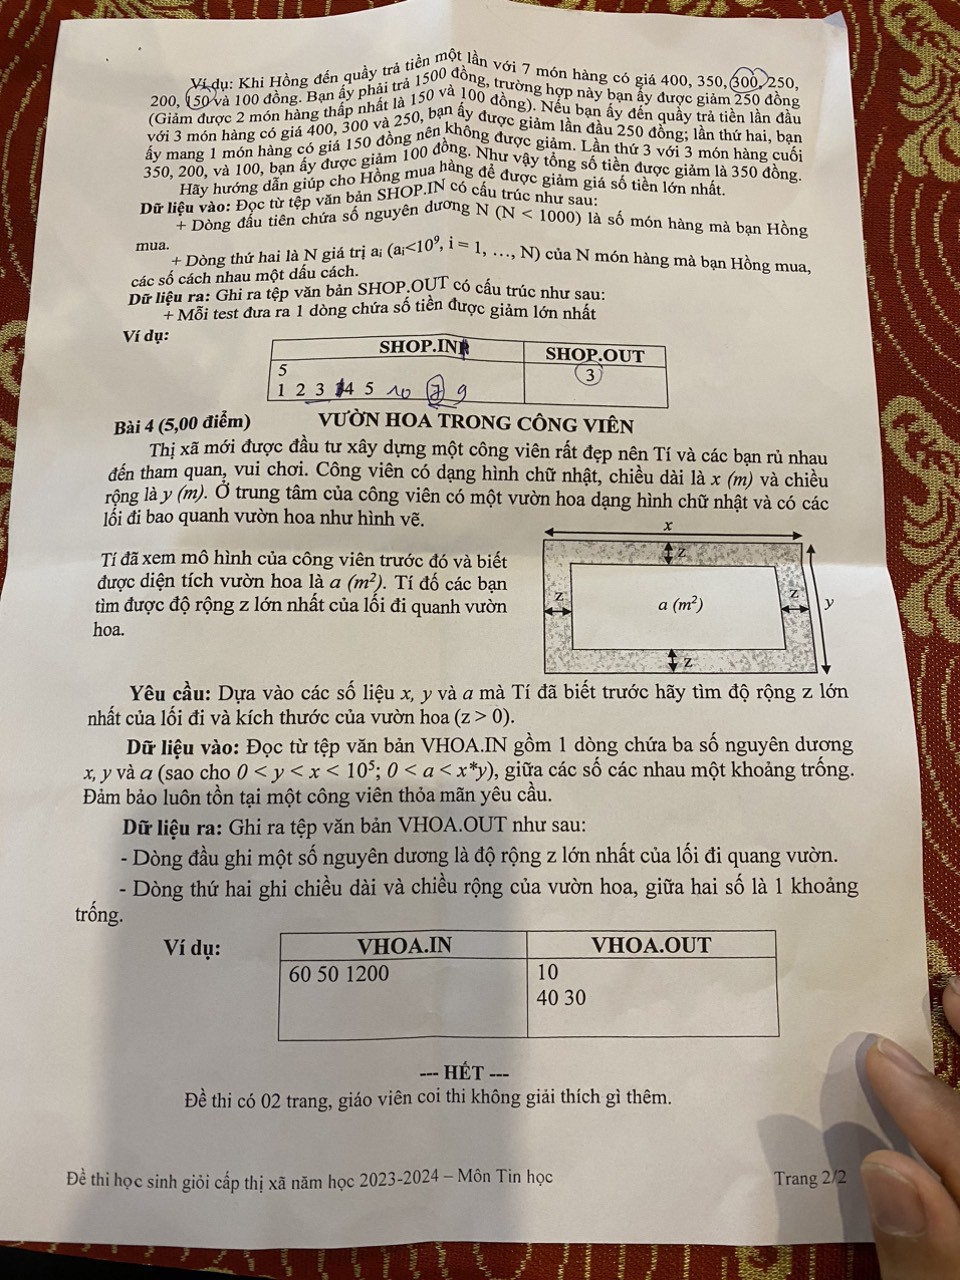 Ví dụ: Khi Hồng đến quầy trả tiền một lần với 7 món hàng có giá 400, 350, 300, 250,
200, 150 và 100 đồng. Bạn ấy phải trả 1500 đồng, trường hợp này bạn ấy được giảm 250 đồng
(Giảm được 2 món hàng thấp nhất là 150 và 100 đồng). Nếu bạn ấy đến quầy trả tiền lần đầu
với 3 món hàng có giá 400, 300 và 250, bạn ấy được giảm lần đầu 250 đồng; lần thứ hai, bạn
ấy mang 1 món hàng có giá 150 đồng nên không được giảm. Lần thứ 3 với 3 món hàng cuối
350, 200, và 100, bạn ấy được giảm 100 đồng. Như vậy tổng số tiền được giảm là 350 đồng.
Hãy hướng dẫn giúp cho Hồng mua hàng để được giảm giá số tiền lớn nhất.
Dữ liệu vào: Đọc từ tệp văn bản SHOP.IN có cấu trúc như sau:
+ Dòng đầu tiên chứa số nguyên dương N (N < 1000) là số món hàng mà bạn Hồng
mua.
+ Dòng thứ hai là N giá trị aᵢ (aᵢ<10⁹, i = 1, …, N) của N món hàng mà bạn Hồng mua,
các số cách nhau một dấu cách.
Dữ liệu ra: Ghi ra tệp văn bản SHOP.OUT có cấu trúc như sau:
+ Mỗi test đưa ra 1 dòng chứa số tiền được giảm lớn nhất
Ví dụ:
SHOP.IN SHOP.OUT
5 3
1 2 3 4 5 10 7 9
Bài 4 (5,00 điểm) VƯỜN HOA TRONG CÔNG VIÊN
Thị xã mới được đầu tư xây dựng một công viên rất đẹp nên Tí và các bạn rủ nhau
đến tham quan, vui chơi. Công viên có dạng hình chữ nhật, chiều dài là x (m) và chiều
rộng là y (m). Ở trung tâm của công viên có một vườn hoa dạng hình chữ nhật và có các
lối đi bao quanh vườn hoa như hình vẽ.
Tí đã xem mô hình của công viên trước đó và biết
được diện tích vườn hoa là a (m²). Tí đố các bạn
tìm được độ rộng z lớn nhất của lối đi quanh vườn
hoa.
x
z
z a (m²) z y
z
Yêu cầu: Dựa vào các số liệu x, y và a mà Tí đã biết trước hãy tìm độ rộng z lớn
nhất của lối đi và kích thước của vườn hoa (z > 0).
Dữ liệu vào: Đọc từ tệp văn bản VHOA.IN gồm 1 dòng chứa ba số nguyên dương
x, y và a (sao cho 0 < y < x < 10⁵; 0 < a < x*y), giữa các số các nhau một khoảng trống.
Đảm bảo luôn tồn tại một công viên thỏa mãn yêu cầu.
Dữ liệu ra: Ghi ra tệp văn bản VHOA.OUT như sau:
- Dòng đầu ghi một số nguyên dương là độ rộng z lớn nhất của lối đi quang vườn.
- Dòng thứ hai ghi chiều dài và chiều rộng của vườn hoa, giữa hai số là 1 khoảng
trống.
Ví dụ:
VHOA.IN VHOA.OUT
60 50 1200 10
40 30
--- HẾT ---
Đề thi có 02 trang, giáo viên coi thi không giải thích gì thêm.
Đề thi học sinh giỏi cấp thị xã năm học 2023-2024 – Môn Tin học Trang 2/2